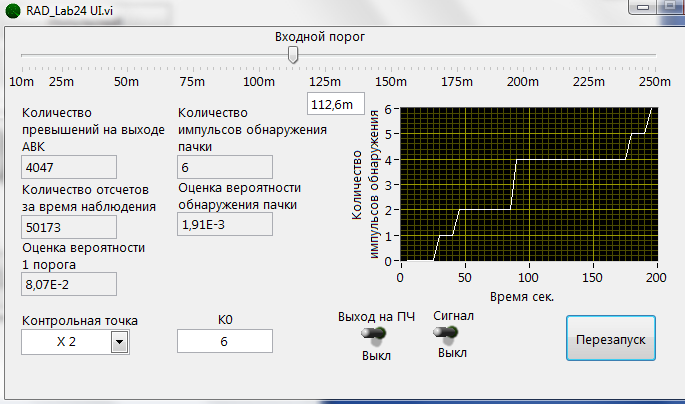 RAD_Lab24 UI.vi
Входной порог
10m 25m 50m 75m 100m 125m 150m 175m 200m 225m 250m
112,6m
Количество
превышений на выходе
АВК
4047
Количество
импульсов обнаружения
пачки
6
Количество отсчетов
за время наблюдения
50173
Оценка вероятности
обнаружения пачки
1,91E-3
Оценка вероятности
1 порога
8,07E-2
Количество
импульсов обнаружения
6
5
4
3
2
1
0
0 50 100 150 200
Время сек.
Контрольная точка
X 2
K0
6
Выход на ПЧ
Выкл
Сигнал
Выкл
Перезапуск